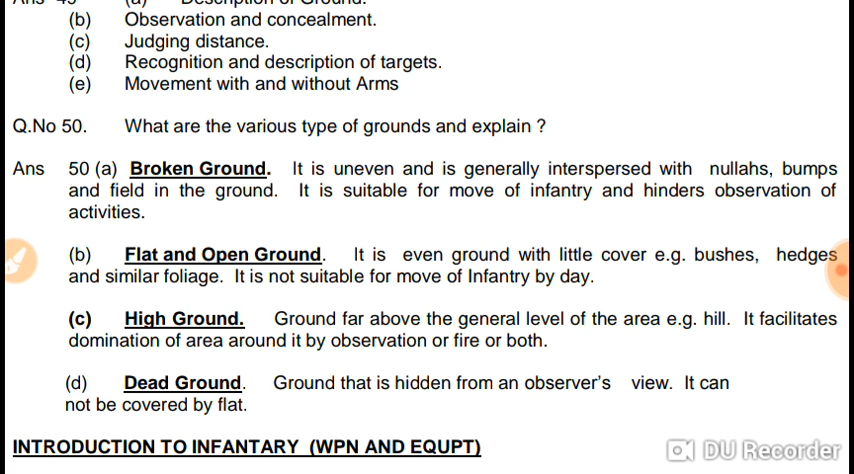 (b) Observation and concealment.
(c) Judging distance.
(d) Recognition and description of targets.
(e) Movement with and without Arms
Q.No 50. What are the various type of grounds and explain ?
Ans 50 (a) Broken Ground. It is uneven and is generally interspersed with nullahs, bumps
and field in the ground. It is suitable for move of infantry and hinders observation of
activities.
(b) Flat and Open Ground. It is even ground with little cover e.g. bushes, hedges
and similar foliage. It is not suitable for move of Infantry by day.
(c) High Ground. Ground far above the general level of the area e.g. hill. It facilitates
domination of area around it by observation or fire or both.
(d) Dead Ground. Ground that is hidden from an observer's view. It can
not be covered by flat.
INTRODUCTION TO INFANTARY (WPN AND EQUPT)
DU Recorder